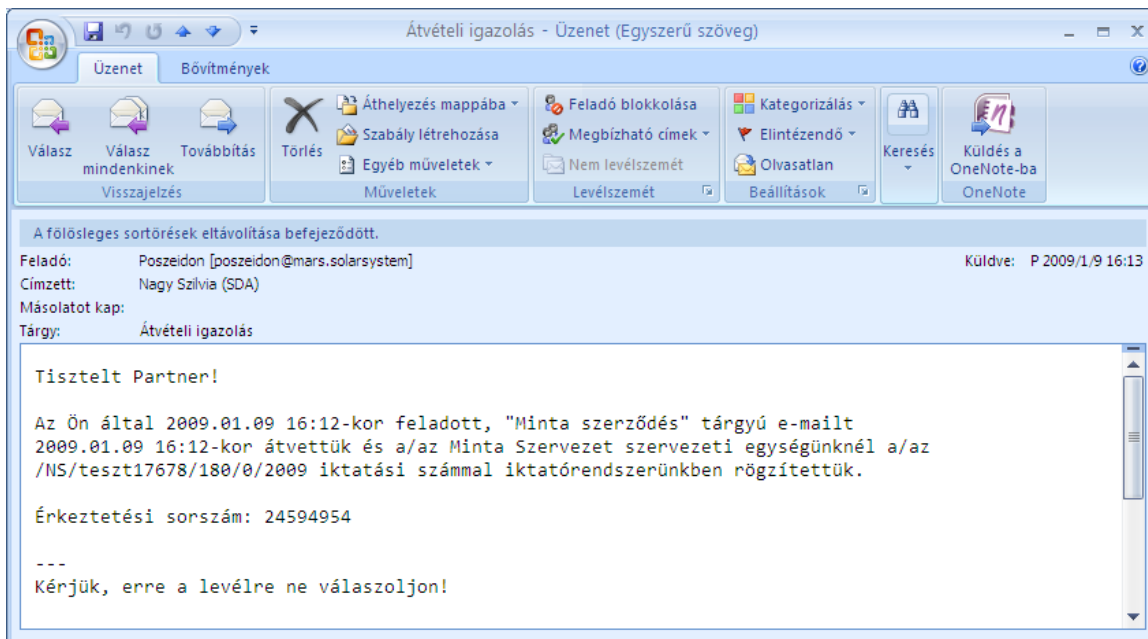 Átvételi igazolás - Üzenet (Egyszerű szöveg)
Üzenet Bővítmények
Válasz
Válasz mindenkinek
Továbbítás
Visszajelzés
Törlés
Áthelyezés mappába
Szabály létrehozása
Egyéb műveletek
Műveletek
Feladó blokkolása
Megbízható címek
Nem levélszemét
Levélszemét
Kategorizálás
Elintézendő
Olvasatlan
Beállítások
Keresés
Küldés a OneNote-ba
OneNote
A fölösleges sortörések eltávolítása befejeződött.
Feladó: Poszeidon [poszeidon@mars.solarsystem] Küldve: P 2009/1/9 16:13
Címzett: Nagy Szilvia (SDA)
Másolatot kap:
Tárgy: Átvételi igazolás
Tisztelt Partner!
Az Ön által 2009.01.09 16:12-kor feladott, "Minta szerződés" tárgyú e-mailt
2009.01.09 16:12-kor átvettük és a/az Minta Szervezet szervezeti egységünknél a/az
/NS/teszt17678/180/0/2009 iktatási számmal iktatórendszerünkben rögzítettük.
Érkeztetési sorszám: 24594954
---
Kérjük, erre a levélre ne válaszoljon!